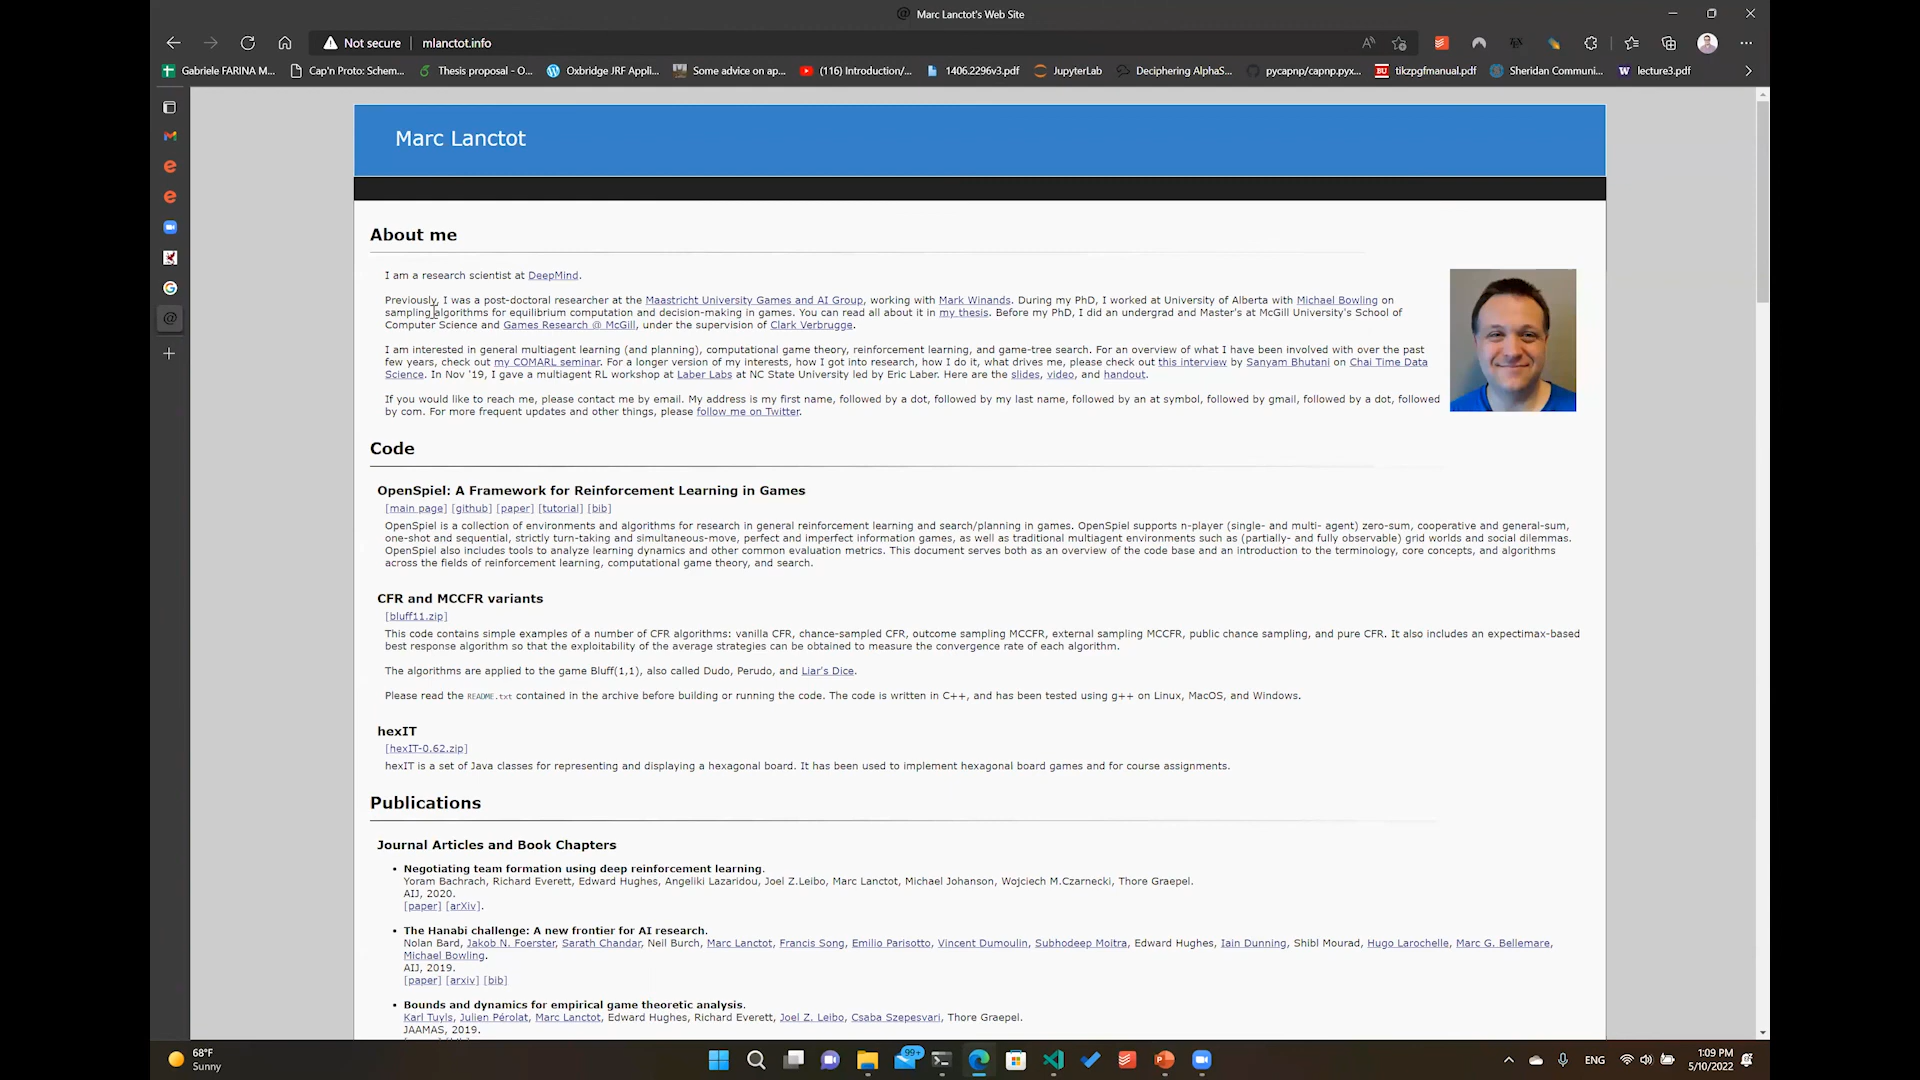 Marc Lanctot's Web Site
Not secure mlanctot.info
Gabriele FARINA M... Cap'n Proto: Schem... Thesis proposal - O... Oxbridge JRF Appli... Some advice on ap... (116) Introduction/... 1406.2296v3.pdf JupyterLab Deciphering AlphaS... pycapnp/capnp.pyx... tikzpgfmanual.pdf Sheridan Communi... lecture3.pdf
Marc Lanctot
About me
I am a research scientist at DeepMind.
Previously, I was a post-doctoral researcher at the Maastricht University Games and AI Group, working with Mark Winands. During my PhD, I worked at University of Alberta with Michael Bowling on
sampling algorithms for equilibrium computation and decision-making in games. You can read all about it in my thesis. Before my PhD, I did an undergrad and Master's at McGill University's School of
Computer Science and Games Research @ McGill, under the supervision of Clark Verbrugge.
I am interested in general multiagent learning (and planning), computational game theory, reinforcement learning, and game-tree search. For an overview of what I have been involved with over the past
few years, check out my COMARL seminar. For a longer version of my interests, how I got into research, how I do it, what drives me, please check out this interview by Sanyam Bhutani on Chai Time Data
Science. In Nov '19, I gave a multiagent RL workshop at Laber Labs at NC State University led by Eric Laber. Here are the slides, video, and handout.
If you would like to reach me, please contact me by email. My address is my first name, followed by a dot, followed by my last name, followed by an at symbol, followed by gmail, followed by a dot, followed
by com. For more frequent updates and other things, please follow me on Twitter.
Code
OpenSpiel: A Framework for Reinforcement Learning in Games
[main page] [github] [paper] [tutorial] [bib]
OpenSpiel is a collection of environments and algorithms for research in general reinforcement learning and search/planning in games. OpenSpiel supports n-player (single- and multi- agent) zero-sum, cooperative and general-sum,
one-shot and sequential, strictly turn-taking and simultaneous-move, perfect and imperfect information games, as well as traditional multiagent environments such as (partially- and fully observable) grid worlds and social dilemmas.
OpenSpiel also includes tools to analyze learning dynamics and other common evaluation metrics. This document serves both as an overview of the code base and an introduction to the terminology, core concepts, and algorithms
across the fields of reinforcement learning, computational game theory, and search.
CFR and MCCFR variants
[bluff11.zip]
This code contains simple examples of a number of CFR algorithms: vanilla CFR, chance-sampled CFR, outcome sampling MCCFR, external sampling MCCFR, public chance sampling, and pure CFR. It also includes an expectimax-based
best response algorithm so that the exploitability of the average strategies can be obtained to measure the convergence rate of each algorithm.
The algorithms are applied to the game Bluff(1,1), also called Dudo, Perudo, and Liar's Dice.
Please read the README.txt contained in the archive before building or running the code. The code is written in C++, and has been tested using g++ on Linux, MacOS, and Windows.
hexIT
[hexIT-0.62.zip]
hexIT is a set of Java classes for representing and displaying a hexagonal board. It has been used to implement hexagonal board games and for course assignments.
Publications
Journal Articles and Book Chapters
• Negotiating team formation using deep reinforcement learning.
Yoram Bachrach, Richard Everett, Edward Hughes, Angeliki Lazaridou, Joel Z.Leibo, Marc Lanctot, Michael Johanson, Wojciech M.Czarnecki, Thore Graepel.
AIJ, 2020.
[paper] [arXiv].
• The Hanabi challenge: A new frontier for AI research.
Nolan Bard, Jakob N. Foerster, Sarath Chandar, Neil Burch, Marc Lanctot, Francis Song, Emilio Parisotto, Vincent Dumoulin, Subhodeep Moitra, Edward Hughes, Iain Dunning, Shibl Mourad, Hugo Larochelle, Marc G. Bellemare,
Michael Bowling.
AIJ, 2019.
[paper] [arxiv] [bib]
• Bounds and dynamics for empirical game theoretic analysis.
Karl Tuyls, Julien Pérolat, Marc Lanctot, Edward Hughes, Richard Everett, Joel Z. Leibo, Csaba Szepesvari, Thore Graepel.
JAAMAS, 2019.
68°F
Sunny
99+
ENG
1:09 PM
5/10/2022